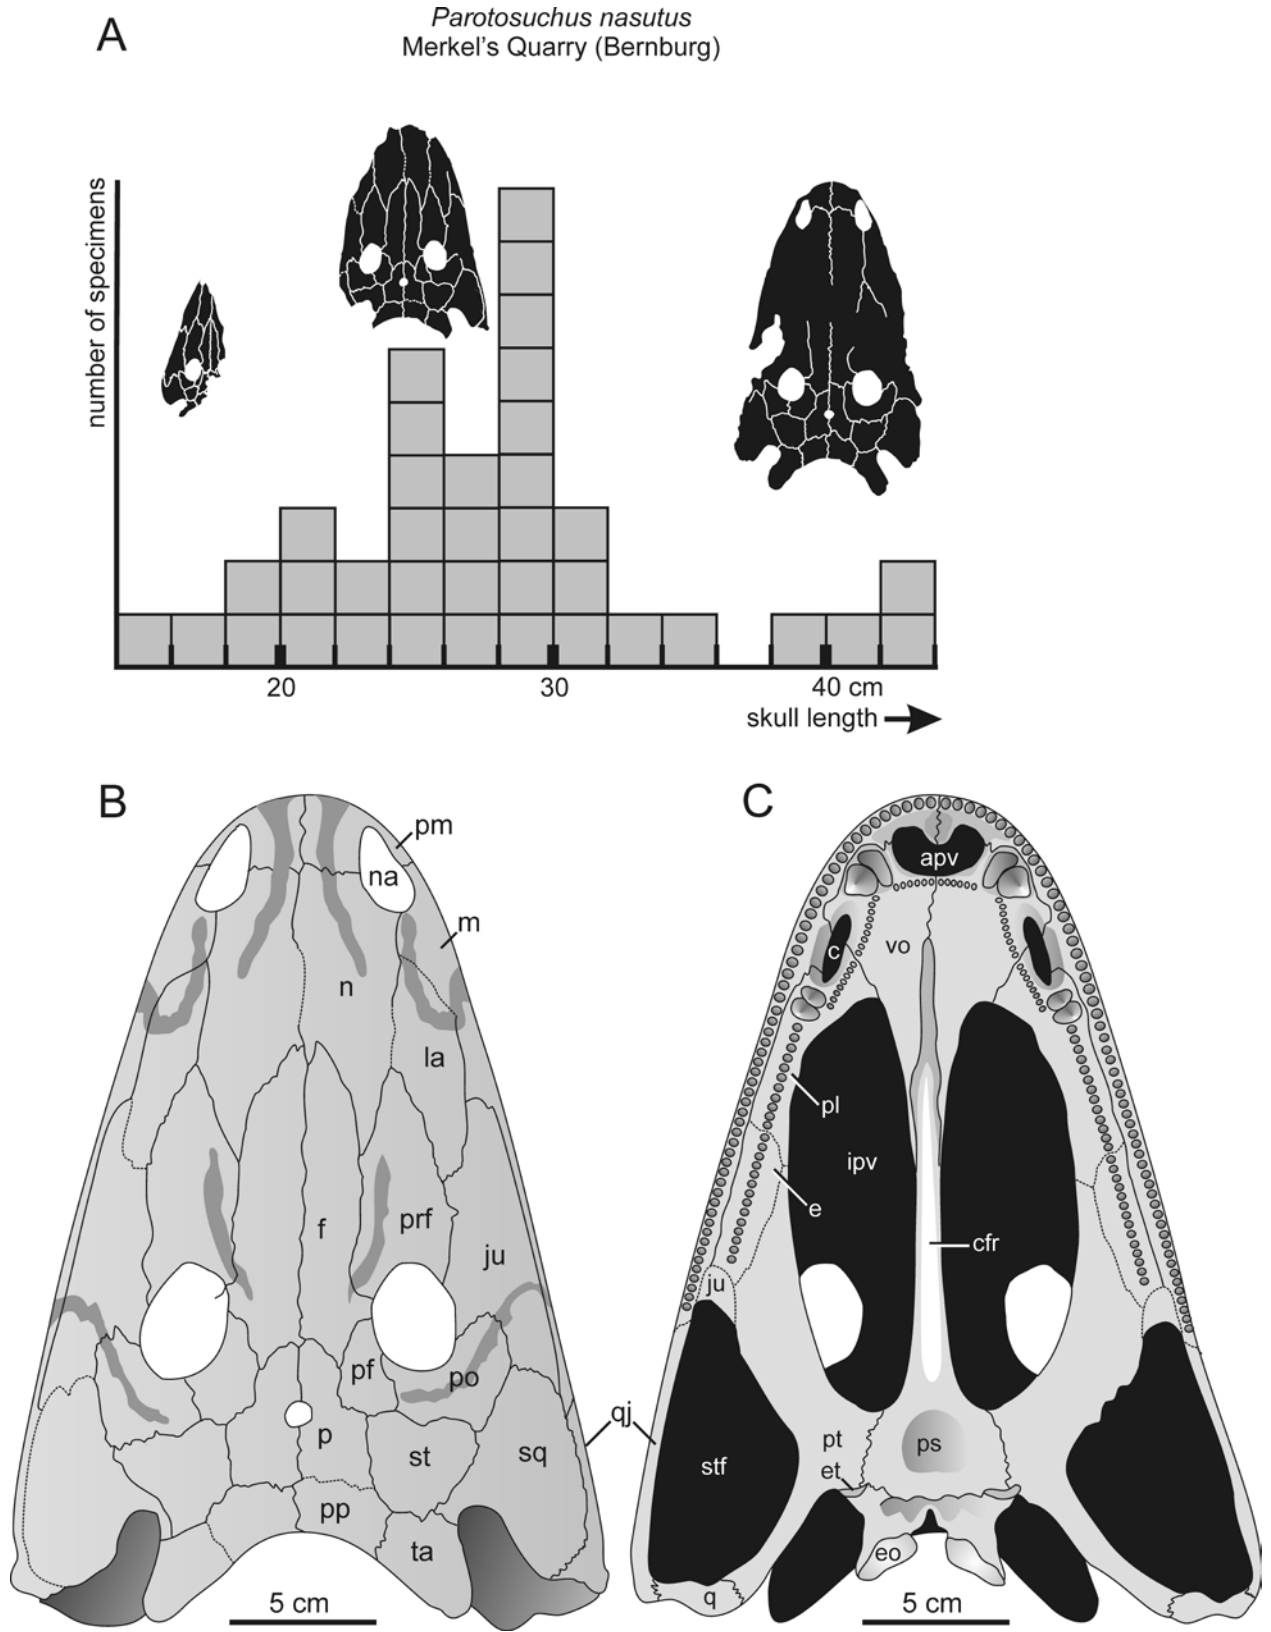 A
Parotosuchus nasutus
Merkel's Quarry (Bernburg)
number of specimens
20
30
40 cm
skull length
B
pm
na
m
n
la
f
prf
ju
pf
po
p
st
sq
qj
pp
ta
5 cm
C
apv
c
vo
pl
ipv
e
cfr
ju
pt
ps
stf
et
eo
q
5 cm